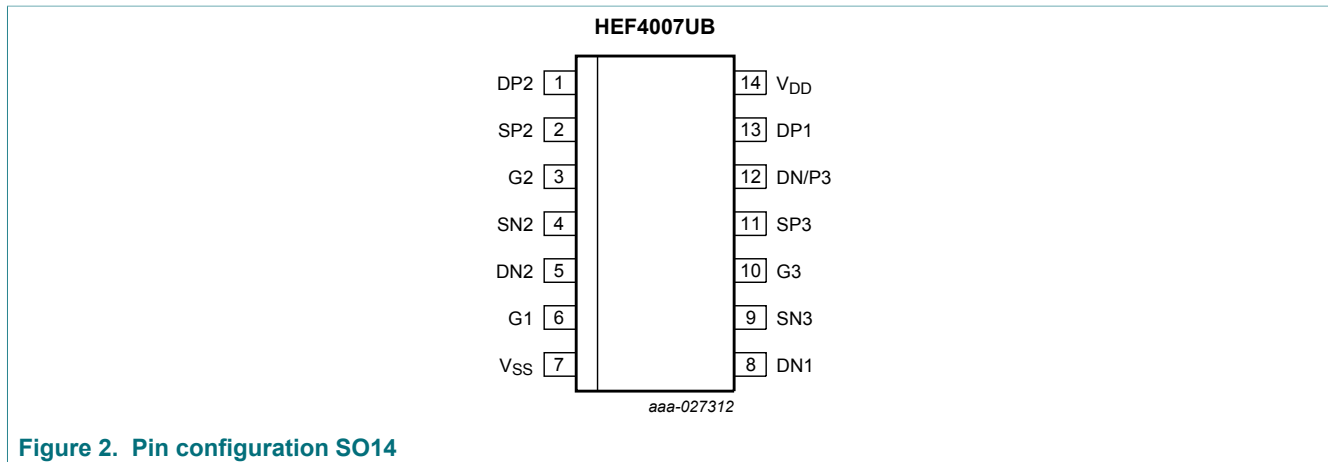 HEF4007UB
DP2 1 14 VDD
SP2 2 13 DP1
G2 3 12 DN/P3
SN2 4 11 SP3
DN2 5 10 G3
G1 6 9 SN3
VSS 7 8 DN1
aaa-027312
Figure 2. Pin configuration SO14